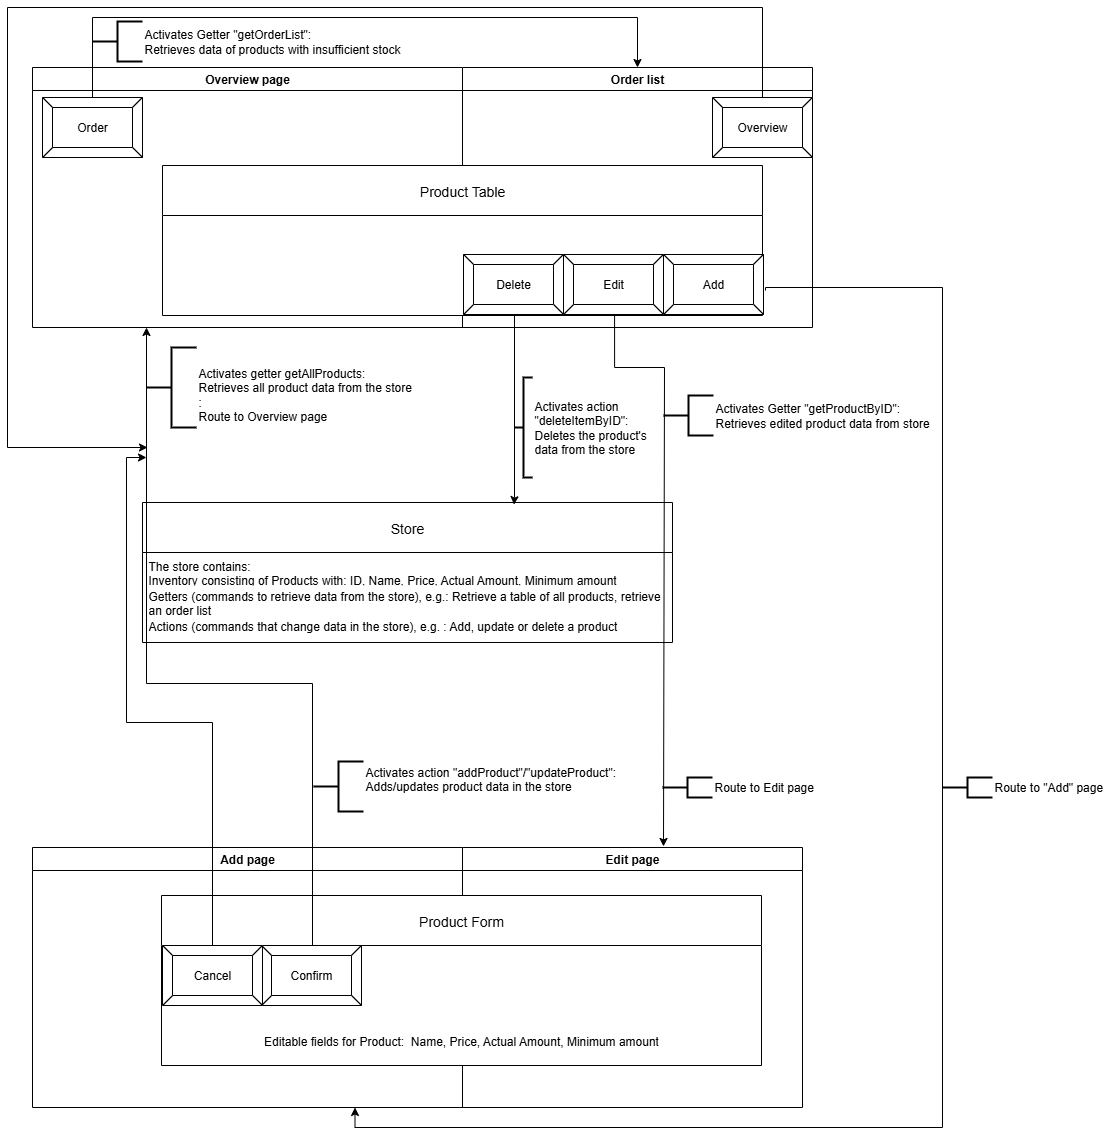 Activates Getter "getOrderList":
Retrieves data of products with insufficient stock
Overview page
Order list
Order
Overview
Product Table
Delete
Edit
Add
Activates getter getAllProducts:
Retrieves all product data from the store
:
Route to Overview page
Activates action
"deleteItemByID":
Deletes the product's
data from the store
Activates Getter "getProductByID":
Retrieves edited product data from store
Store
The store contains:
Inventory consisting of Products with: ID, Name, Price, Actual Amount, Minimum amount
Getters (commands to retrieve data from the store), e.g.: Retrieve a table of all products, retrieve
an order list
Actions (commands that change data in the store), e.g. : Add, update or delete a product
Activates action "addProduct"/"updateProduct":
Adds/updates product data in the store
Route to Edit page
Route to "Add" page
Add page
Edit page
Product Form
Cancel
Confirm
Editable fields for Product:  Name, Price, Actual Amount, Minimum amount